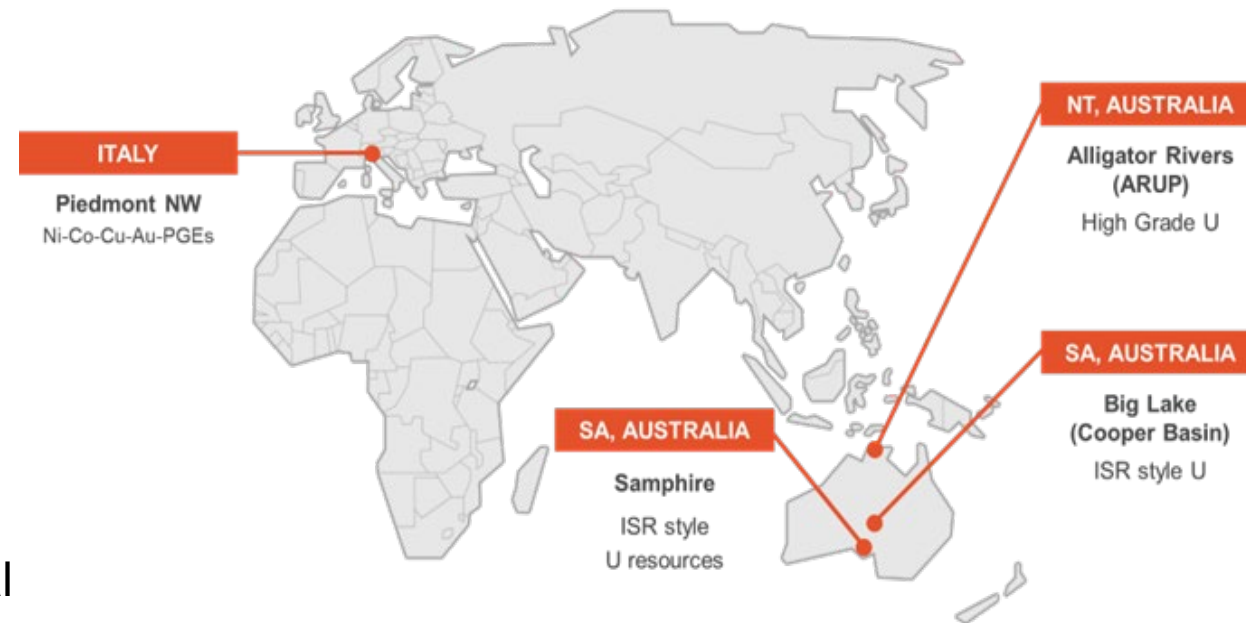 ITALY
Piedmont NW
Ni-Co-Cu-Au-PGEs
NT, AUSTRALIA
Alligator Rivers
(ARUP)
High Grade U
SA, AUSTRALIA
Big Lake
(Cooper Basin)
ISR style U
SA, AUSTRALIA
Samphire
ISR style
U resources